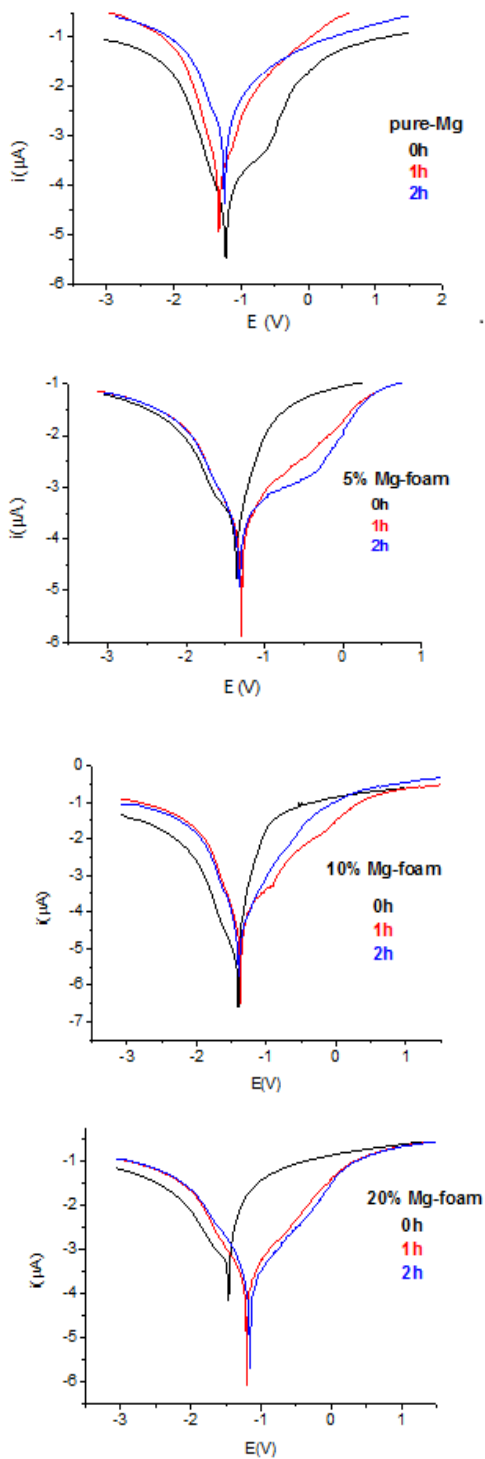 -1
-2
-3
-4
-5
-6
i(µA)
pure-Mg
0h
1h
2h
-3 -2 -1 0 1 2
E (V)
.
-1
-2
-3
-4
-5
-6
i(µA)
5% Mg-foam
0h
1h
2h
-3 -2 -1 0 1
E (V)
0
-1
-2
-3
-4
-5
-6
-7
i(µA)
10% Mg-foam
0h
1h
2h
-3 -2 -1 0 1
E(V)
-1
-2
-3
-4
-5
-6
i(µA)
20% Mg-foam
0h
1h
2h
-3 -2 -1 0 1
E(V)